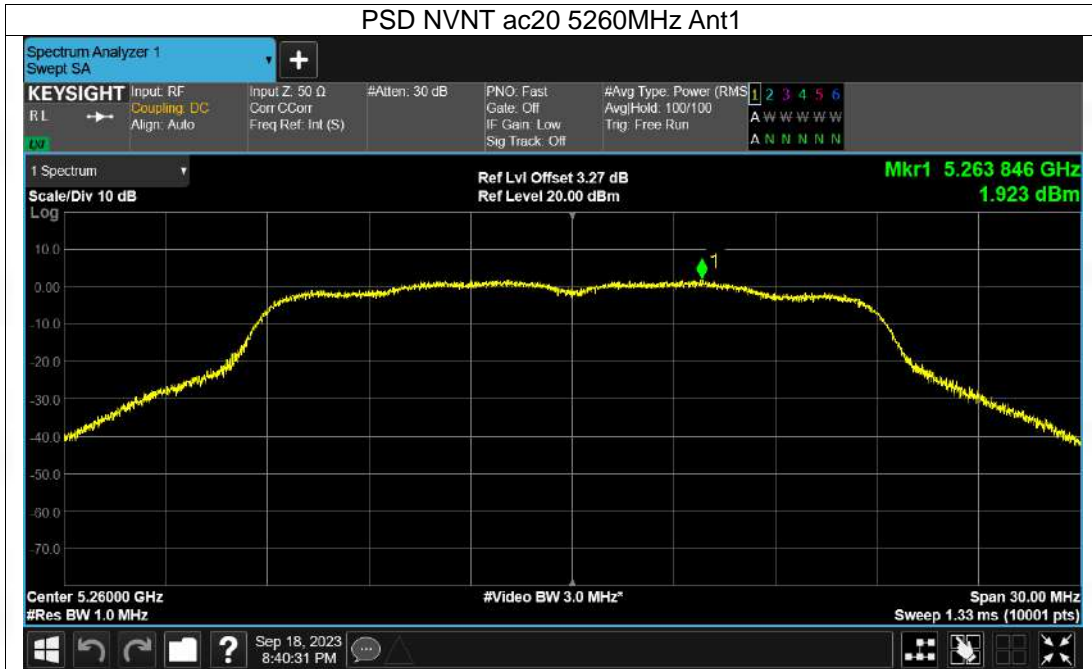 PSD NVNT ac20 5260MHz Ant1
Spectrum Analyzer 1
Swept SA
KEYSIGHT
R L
LXI
Input: RF
Coupling: DC
Align: Auto
Input Z: 50 Ω
Corr CCorr
Freq Ref: Int (S)
#Atten: 30 dB
PNO: Fast
Gate: Off
IF Gain: Low
Sig Track: Off
#Avg Type: Power (RMS
Avg|Hold: 100/100
Trig: Free Run
1 2 3 4 5 6
A W W W W W
A N N N N N
1 Spectrum
Scale/Div 10 dB
Log
Ref Lvl Offset 3.27 dB
Ref Level 20.00 dBm
Mkr1 5.263 846 GHz
1.923 dBm
1
10.0
0.00
-10.0
-20.0
-30.0
-40.0
-50.0
-60.0
-70.0
Center 5.26000 GHz
#Res BW 1.0 MHz
#Video BW 3.0 MHz*
Span 30.00 MHz
Sweep 1.33 ms (10001 pts)
?
Sep 18, 2023
8:40:31 PM